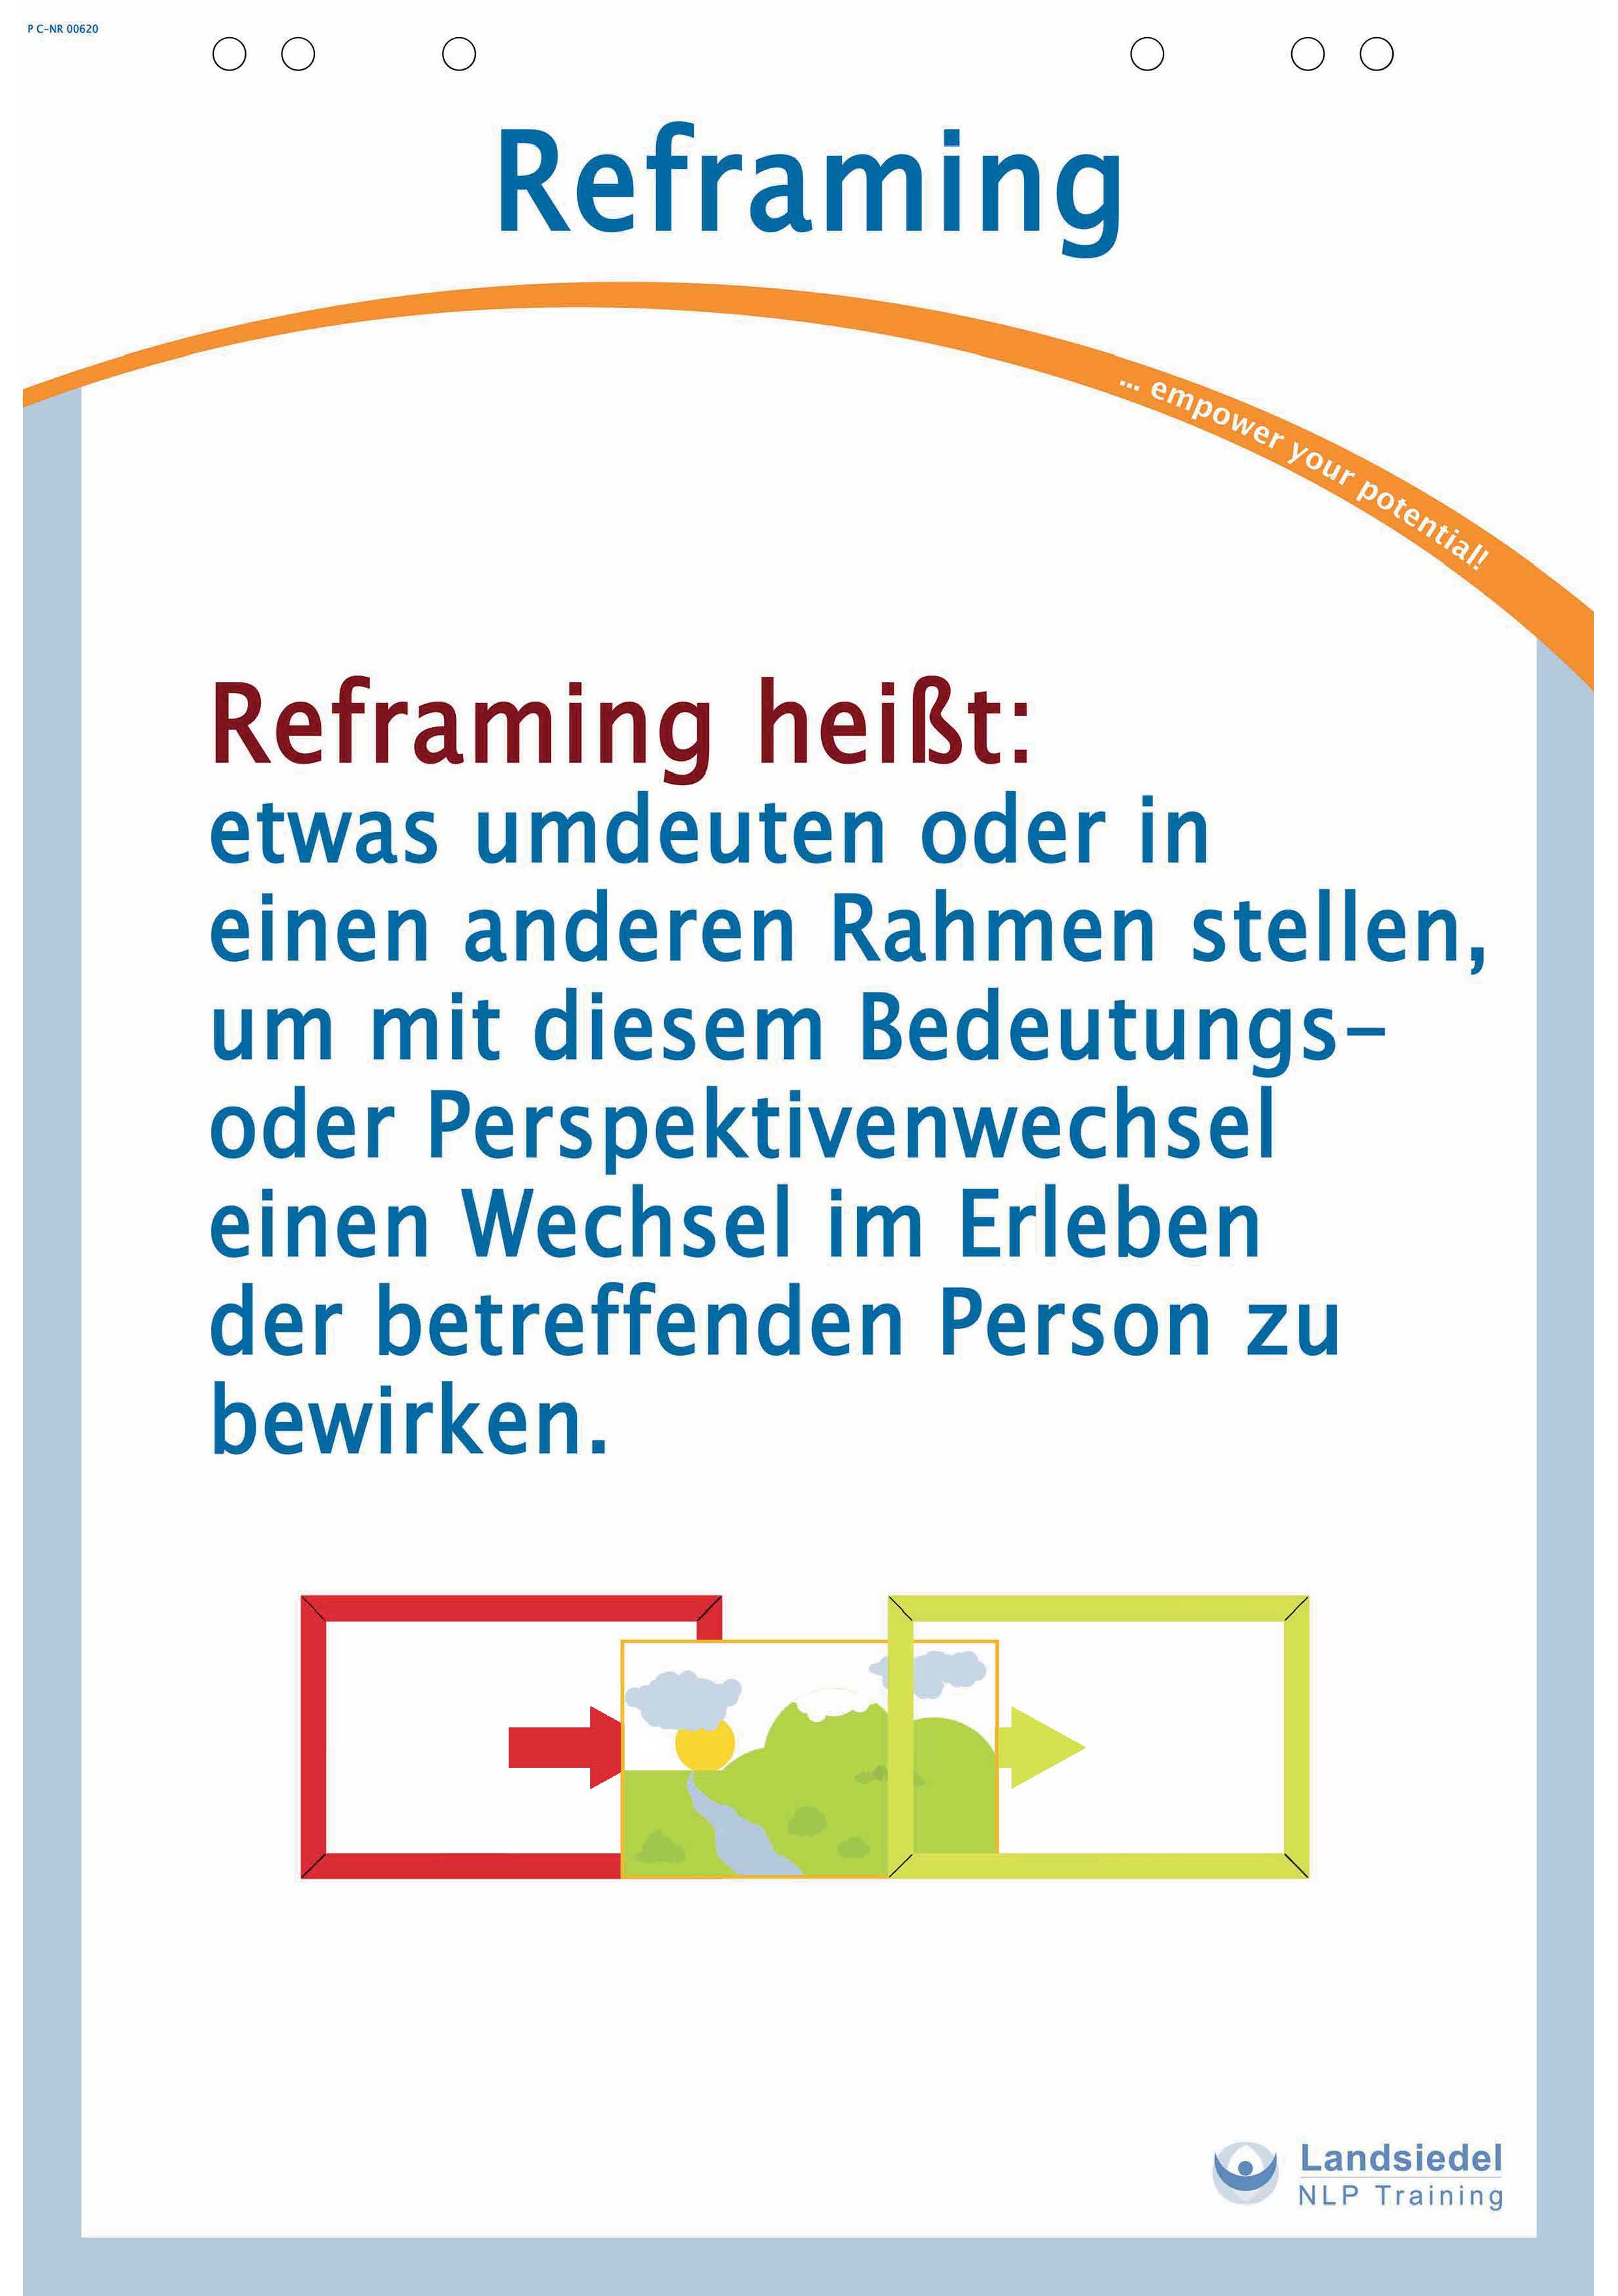 P C-NR 00620
Reframing
... empower your potential!
Reframing heißt:
etwas umdeuten oder in
einen anderen Rahmen stellen,
um mit diesem Bedeutungs-
oder Perspektivenwechsel
einen Wechsel im Erleben
der betreffenden Person zu
bewirken.
Landsiedel
NLP Training